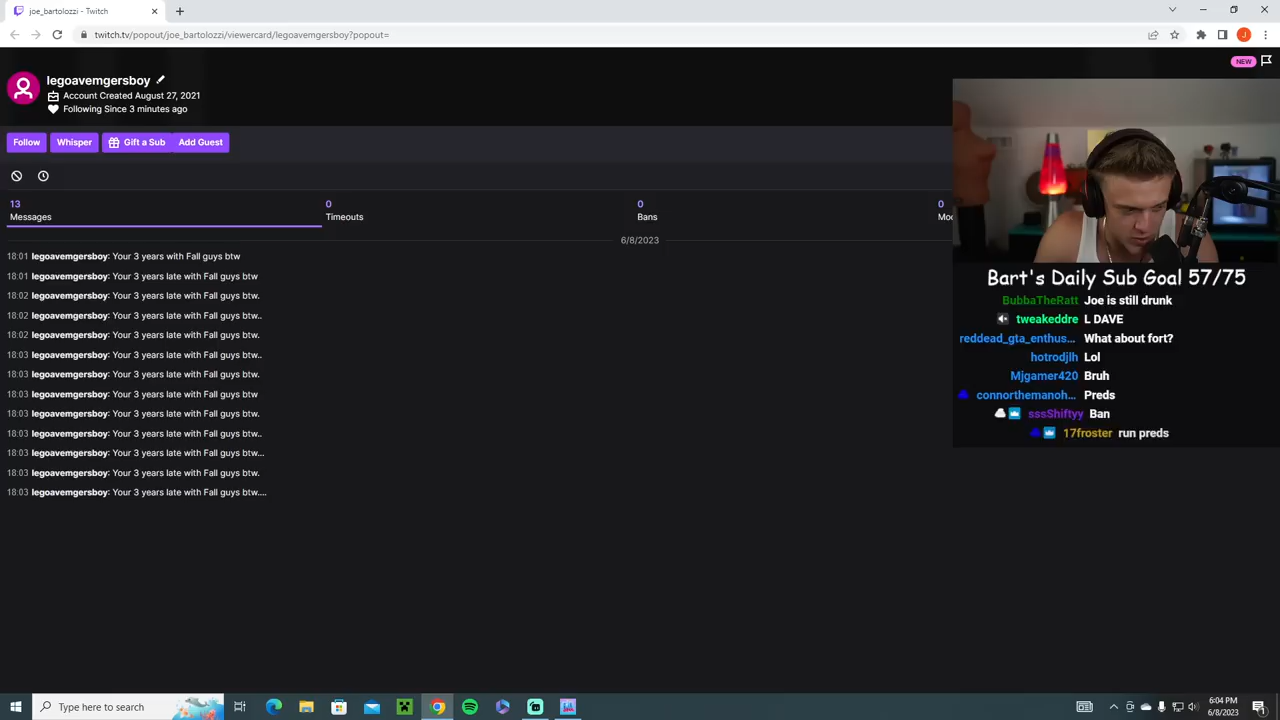 joe_bartolozzi - Twitch
twitch.tv/popout/joe_bartolozzi/viewercard/legoavemgersboy?popout=
J
NEW
legoavemgersboy
Account Created August 27, 2021
Following Since 3 minutes ago
Follow Whisper Gift a Sub Add Guest
13 0 0 0
Messages Timeouts Bans Moc
6/8/2023
18:01 legoavemgersboy: Your 3 years with Fall guys btw
18:01 legoavemgersboy: Your 3 years late with Fall guys btw
18:02 legoavemgersboy: Your 3 years late with Fall guys btw.
18:02 legoavemgersboy: Your 3 years late with Fall guys btw..
18:02 legoavemgersboy: Your 3 years late with Fall guys btw.
18:03 legoavemgersboy: Your 3 years late with Fall guys btw..
18:03 legoavemgersboy: Your 3 years late with Fall guys btw.
18:03 legoavemgersboy: Your 3 years late with Fall guys btw
18:03 legoavemgersboy: Your 3 years late with Fall guys btw.
18:03 legoavemgersboy: Your 3 years late with Fall guys btw..
18:03 legoavemgersboy: Your 3 years late with Fall guys btw...
18:03 legoavemgersboy: Your 3 years late with Fall guys btw.
18:03 legoavemgersboy: Your 3 years late with Fall guys btw....
Bart's Daily Sub Goal 57/75
BubbaTheRatt Joe is still drunk
tweakeddre L DAVE
reddead_gta_enthus... What about fort?
hotrodjlh Lol
Mjgamer420 Bruh
connorthemanoh... Preds
sssShiftyy Ban
17froster run preds
Type here to search
6:04 PM
6/8/2023